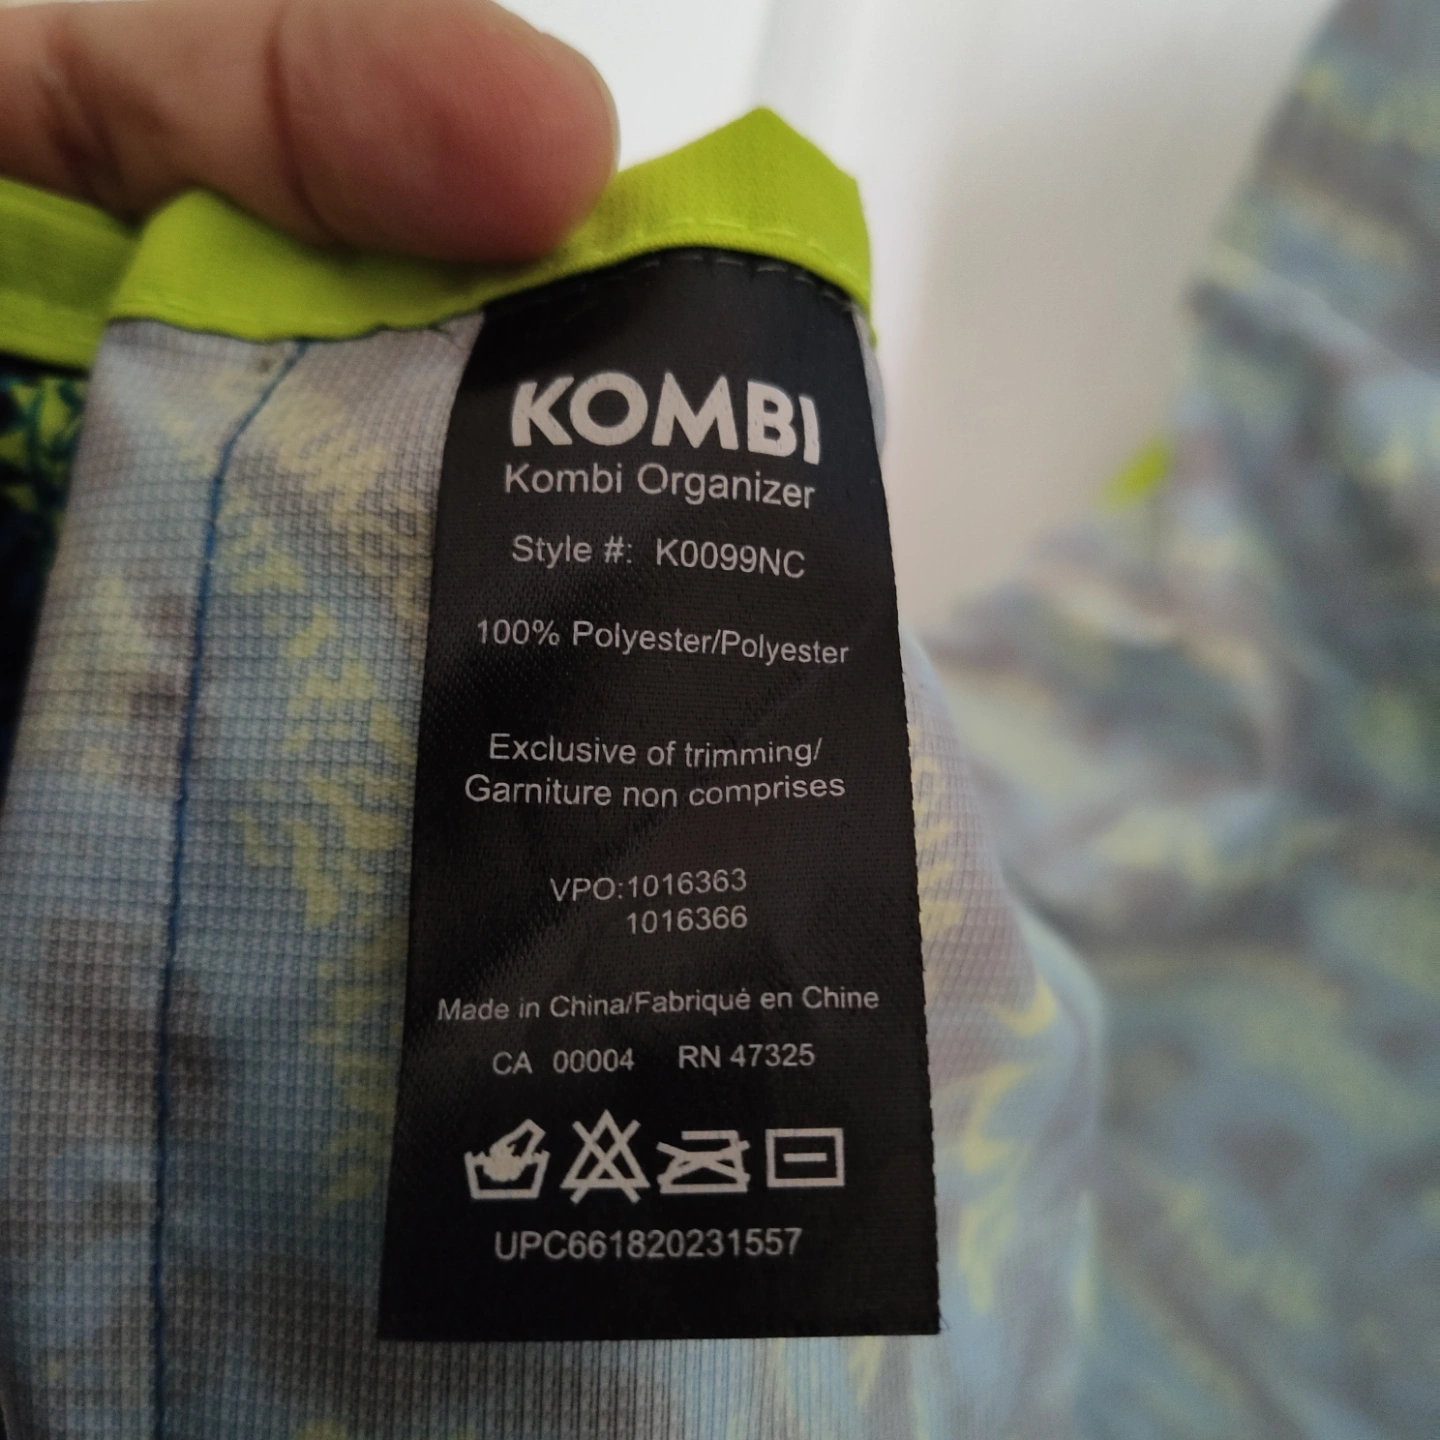 KOMBI
Kombi Organizer
Style #: K0099NC
100% Polyester/Polyester
Exclusive of trimming/
Garniture non comprises
VPO:1016363
1016366
Made in China/Fabriqué en Chine
CA 00004 RN 47325
UPC661820231557